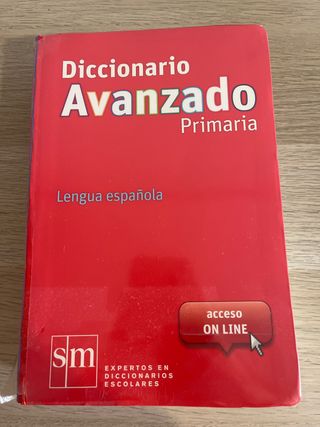 Diccionario
Avanzado
Primaria
Lengua española
acceso
ON LINE
sm
EXPERTOS EN
DICCIONARIOS
ESCOLARES